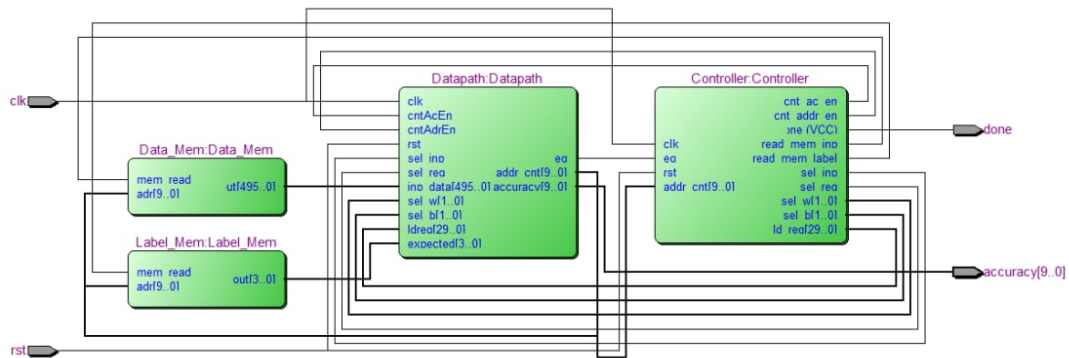 Datapath:Datapath
Controller:Controller
clk
clk
cntAcEn
cntAdrEn
rst
sel_inp
sel_reg
inp_data[495..0]
sel_w[1..0]
sel_b[1..0]
ldreg[29..0]
expected[3..0]
eq
addr_cnt[9..0]
accuracy[9..0]
clk
eq
rst
addr_cnt[9..0]
cnt_ac_en
cnt_addr_en
one (VCC)
read_mem_inp
read_mem_label
sel_inp
sel_reg
sel_w[1..0]
sel_b[1..0]
ld_reg[29..0]
done
Data_Mem:Data_Mem
mem_read
adr[9..0]
ut[495..0]
Label_Mem:Label_Mem
mem_read
adr[9..0]
out[3..0]
accuracy[9..0]
rst